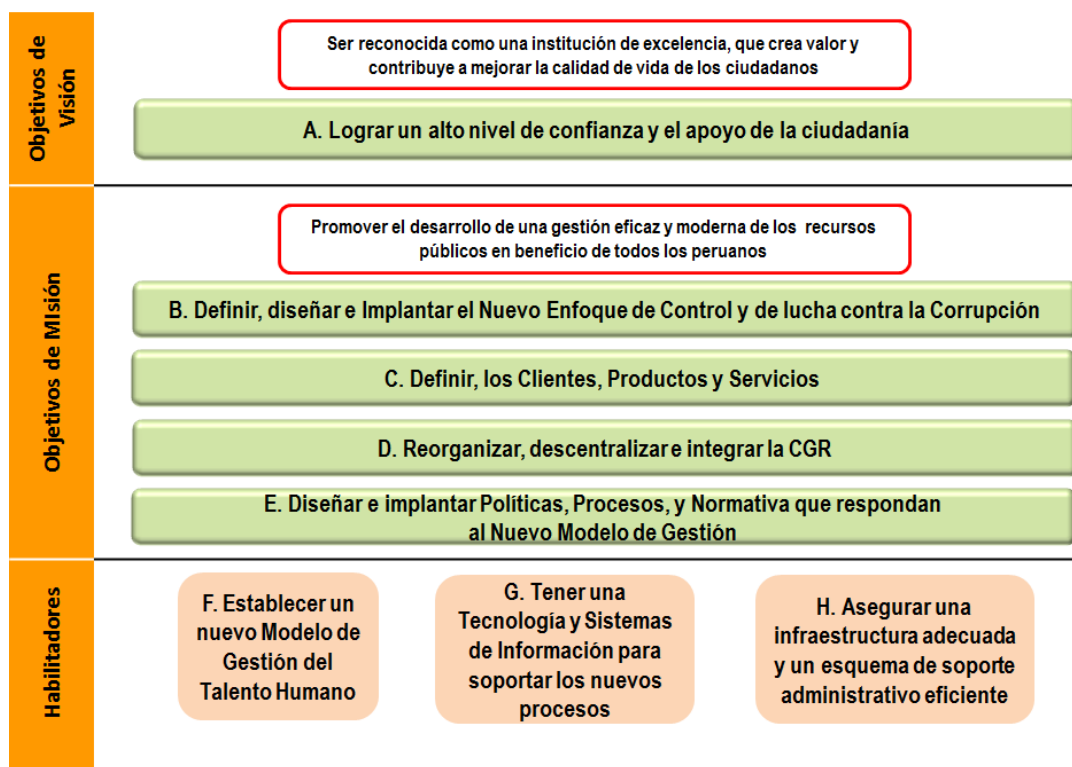 Objetivos de
Visión
Ser reconocida como una institución de excelencia, que crea valor y
contribuye a mejorar la calidad de vida de los ciudadanos
A. Lograr un alto nivel de confianza y el apoyo de la ciudadanía
Objetivos de MIsión
Promover el desarrollo de una gestión eficaz y moderna de los recursos
públicos en beneficio de todos los peruanos
B. Definir, diseñar e Implantar el Nuevo Enfoque de Control y de lucha contra la Corrupción
C. Definir, los Clientes, Productos y Servicios
D. Reorganizar, descentralizar e integrar la CGR
E. Diseñar e implantar Políticas, Procesos, y Normativa que respondan
al Nuevo Modelo de Gestión
Habilitadores
F. Establecer un
nuevo Modelo de
Gestión del
Talento Humano
G. Tener una
Tecnología y Sistemas
de Información para
soportar los nuevos
procesos
H. Asegurar una
infraestructura adecuada
y un esquema de soporte
administrativo eficiente